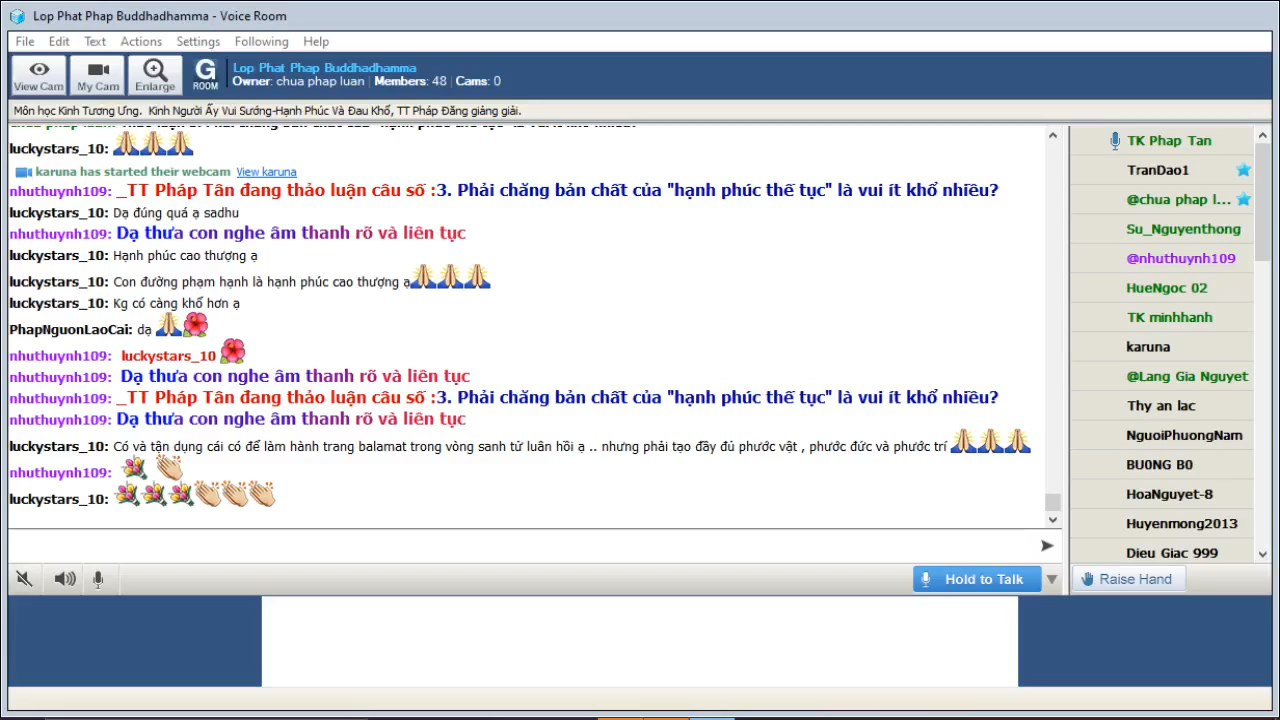 Lop Phat Phap Buddhadhamma - Voice Room
File Edit Text Actions Settings Following Help
View Cam My Cam Enlarge G ROOM
Lop Phat Phap Buddhadhamma
Owner: chua phap luan | Members: 48 | Cams: 0
Môn học Kinh Tương Ưng. Kinh Người Ấy Vui Sướng-Hạnh Phúc Và Đau Khổ, TT Pháp Đăng giảng giải.
luckystars_10:
karuna has started their webcam View karuna
nhuthuynh109: _TT Pháp Tân đang thảo luận câu số :3. Phải chăng bản chất của "hạnh phúc thế tục" là vui ít khổ nhiều?
luckystars_10: Dạ đúng quá ạ sadhu
nhuthuynh109: Dạ thưa con nghe âm thanh rõ và liên tục
luckystars_10: Hạnh phúc cao thượng ạ
luckystars_10: Con đường phạm hạnh là hạnh phúc cao thượng ạ
luckystars_10: Kg có càng khổ hơn ạ
PhapNguonLaoCai: dạ
nhuthuynh109: luckystars_10
nhuthuynh109: Dạ thưa con nghe âm thanh rõ và liên tục
nhuthuynh109: _TT Pháp Tân đang thảo luận câu số :3. Phải chăng bản chất của "hạnh phúc thế tục" là vui ít khổ nhiều?
nhuthuynh109: Dạ thưa con nghe âm thanh rõ và liên tục
luckystars_10: Có và tận dụng cái có để làm hành trang balamat trong vòng sanh tử luân hồi ạ .. nhưng phải tạo đầy đủ phước vật , phước đức và phước trí
nhuthuynh109:
luckystars_10:
Hold to Talk
TK Phap Tan
TranDao1
@chua phap l...
Su_Nguyenthong
@nhuthuynh109
HueNgoc 02
TK minhhanh
karuna
@Lang Gia Nguyet
Thy an lac
NguoiPhuongNam
BU0NG B0
HoaNguyet-8
Huyenmong2013
Dieu Giac 999
Raise Hand